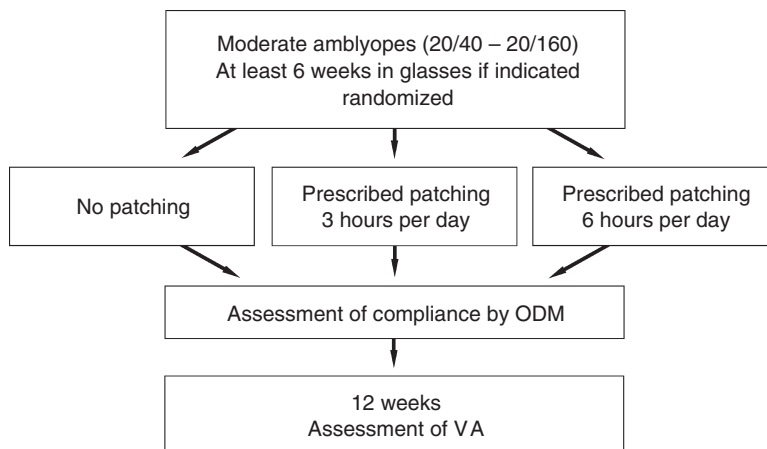 Moderate amblyopes (20/40 – 20/160)
At least 6 weeks in glasses if indicated
randomized
No patching
Prescribed patching
3 hours per day
Prescribed patching
6 hours per day
Assessment of compliance by ODM
12 weeks
Assessment of VA